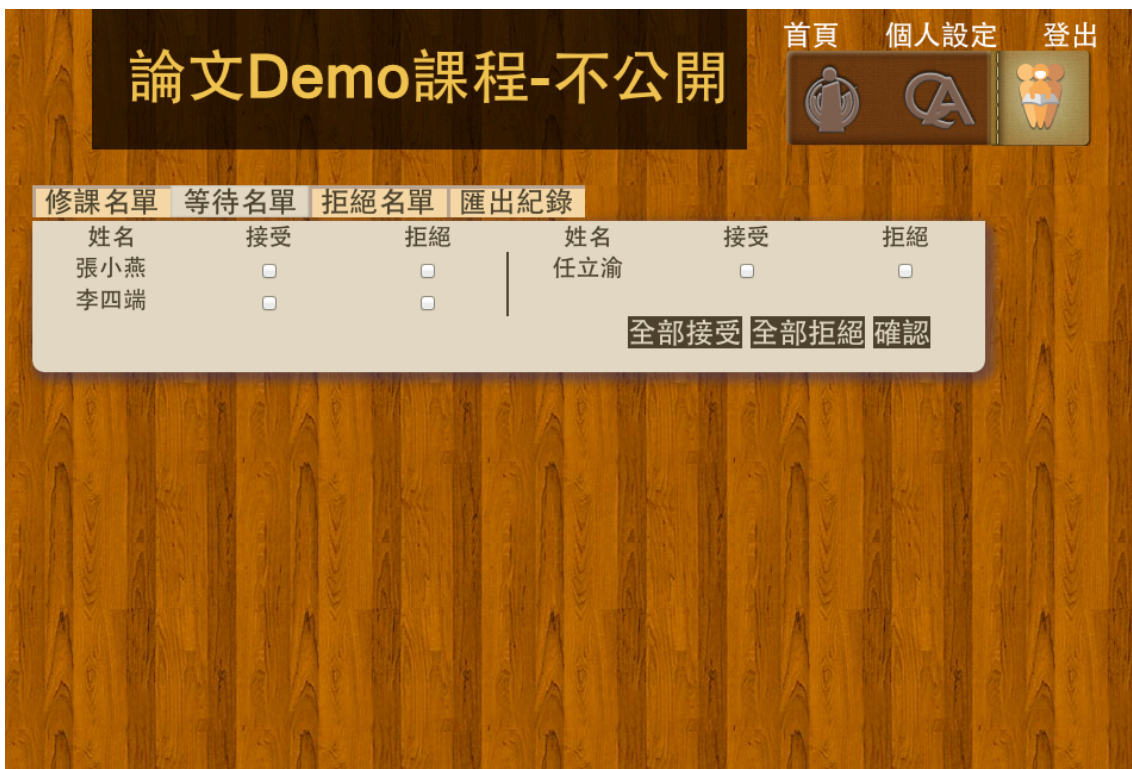 首頁 個人設定 登出
論文Demo課程-不公開
修課名單 等待名單 拒絕名單 匯出紀錄
姓名 接受 拒絕 姓名 接受 拒絕
張小燕 任立渝
李四端
全部接受 全部拒絕 確認